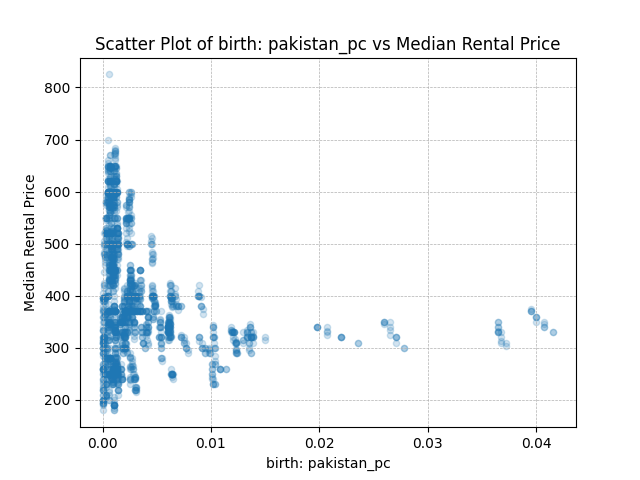 Scatter Plot of birth: pakistan_pc vs Median Rental Price
Median Rental Price
800
700
600
500
400
300
200
0.00 0.01 0.02 0.03 0.04
birth: pakistan_pc